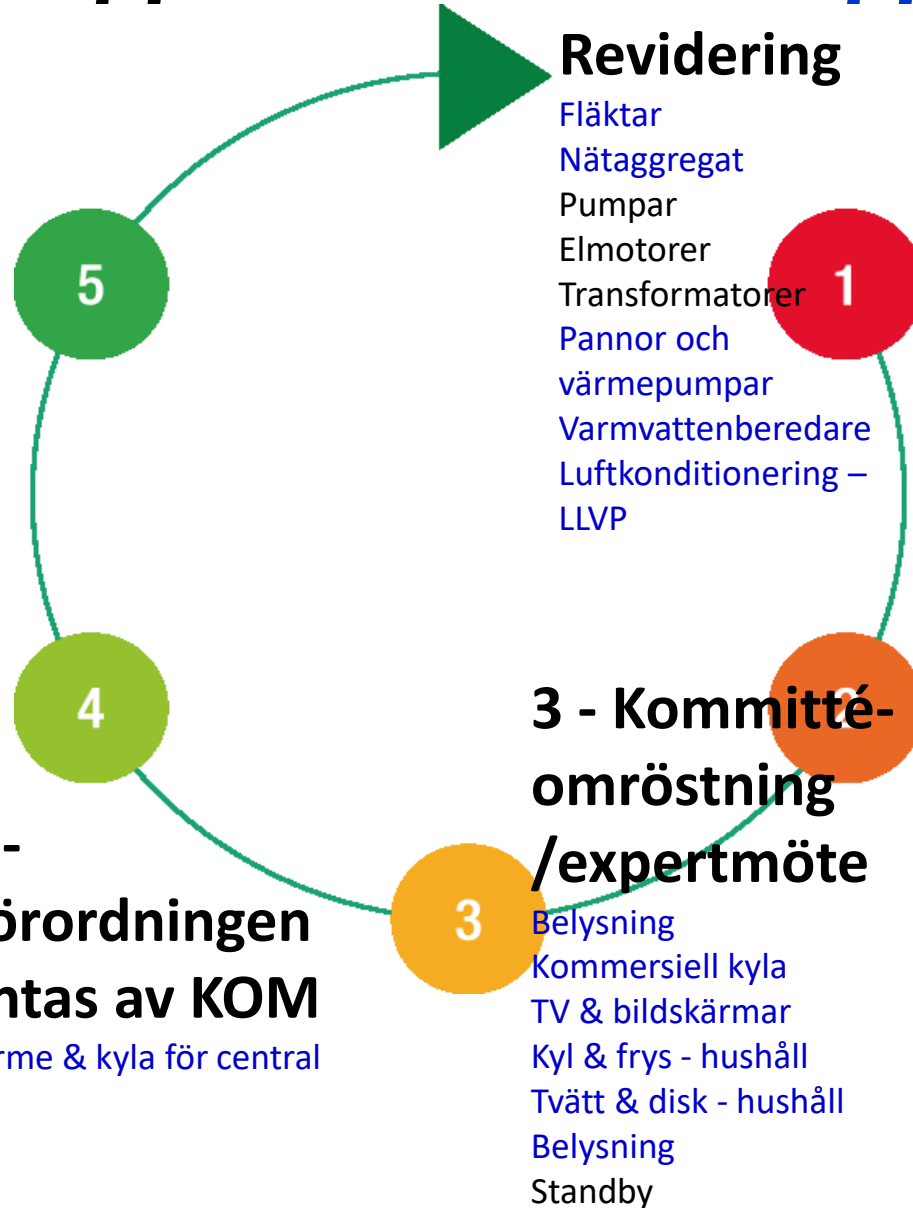 Revidering
Fläktar
Nätaggregat
Pumpar
Elmotorer
Transformatorer
Pannor och
värmepumpar
Varmvattenberedare
Luftkonditionering –
LLVP
5
1
4
2
3 - Kommitté-
omröstning
/expertmöte
3
Belysning
Kommersiell kyla
TV & bildskärmar
Kyl & frys - hushåll
Tvätt & disk - hushåll
Belysning
Standby
-
örordningen
ntas av KOM
rme & kyla för central